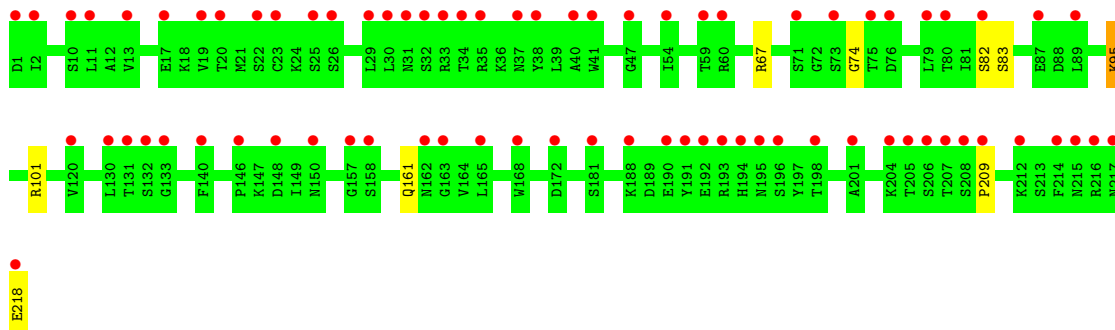 D1 I2 S10 L11 A12 V13 E17 K18 V19 T20 M21 S22 C23 K24 S25 S26 L29 L30 N31 S32 R33 T34 R35 K36 N37 Y38 L39 A40 W41 G47 I54 T59 R60 R67 S71 G72 S73 G74 T75 D76 L79 T80 I81 S82 S83 E87 D88 L89 K95
R101 V120 L130 T131 S132 G133 F140 P146 K147 D148 I149 N150 G157 S158 Q161 N162 G163 V164 L165 W168 D172 S181 K188 D189 E190 Y191 E192 R193 H194 N195 S196 Y197 T198 A201 K204 T205 S206 T207 S208 P209 K212 S213 F214 N215 R216 N217
E218